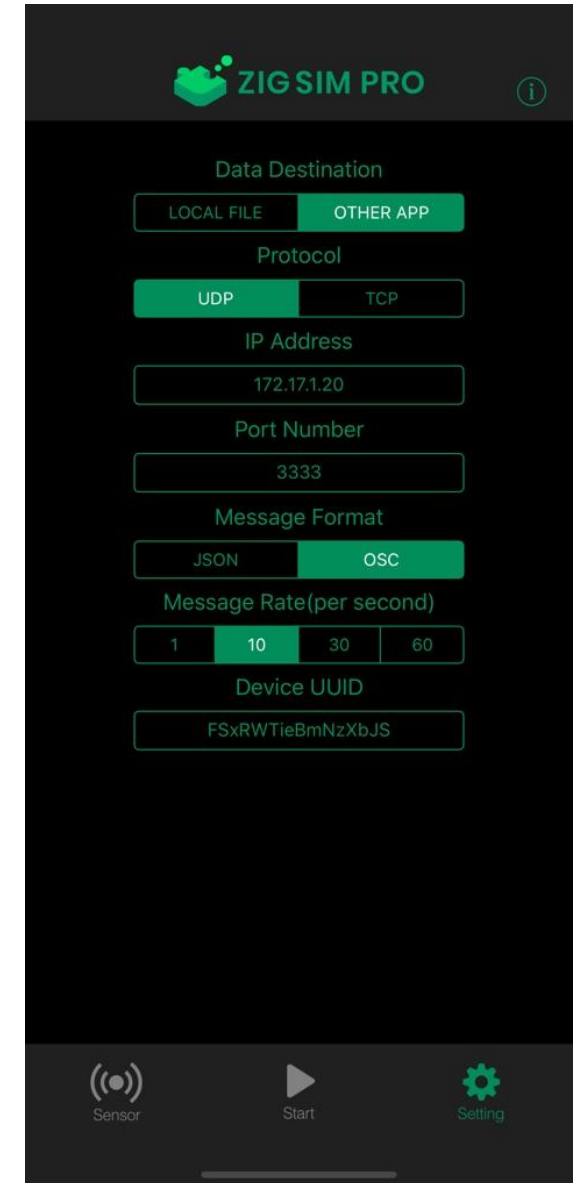 ZIG SIM PRO
i
Data Destination
LOCAL FILE OTHER APP
Protocol
UDP TCP
IP Address
172.17.1.20
Port Number
3333
Message Format
JSON OSC
Message Rate(per second)
1 10 30 60
Device UUID
FSxRWTieBmNzXbJS
Sensor Start Setting